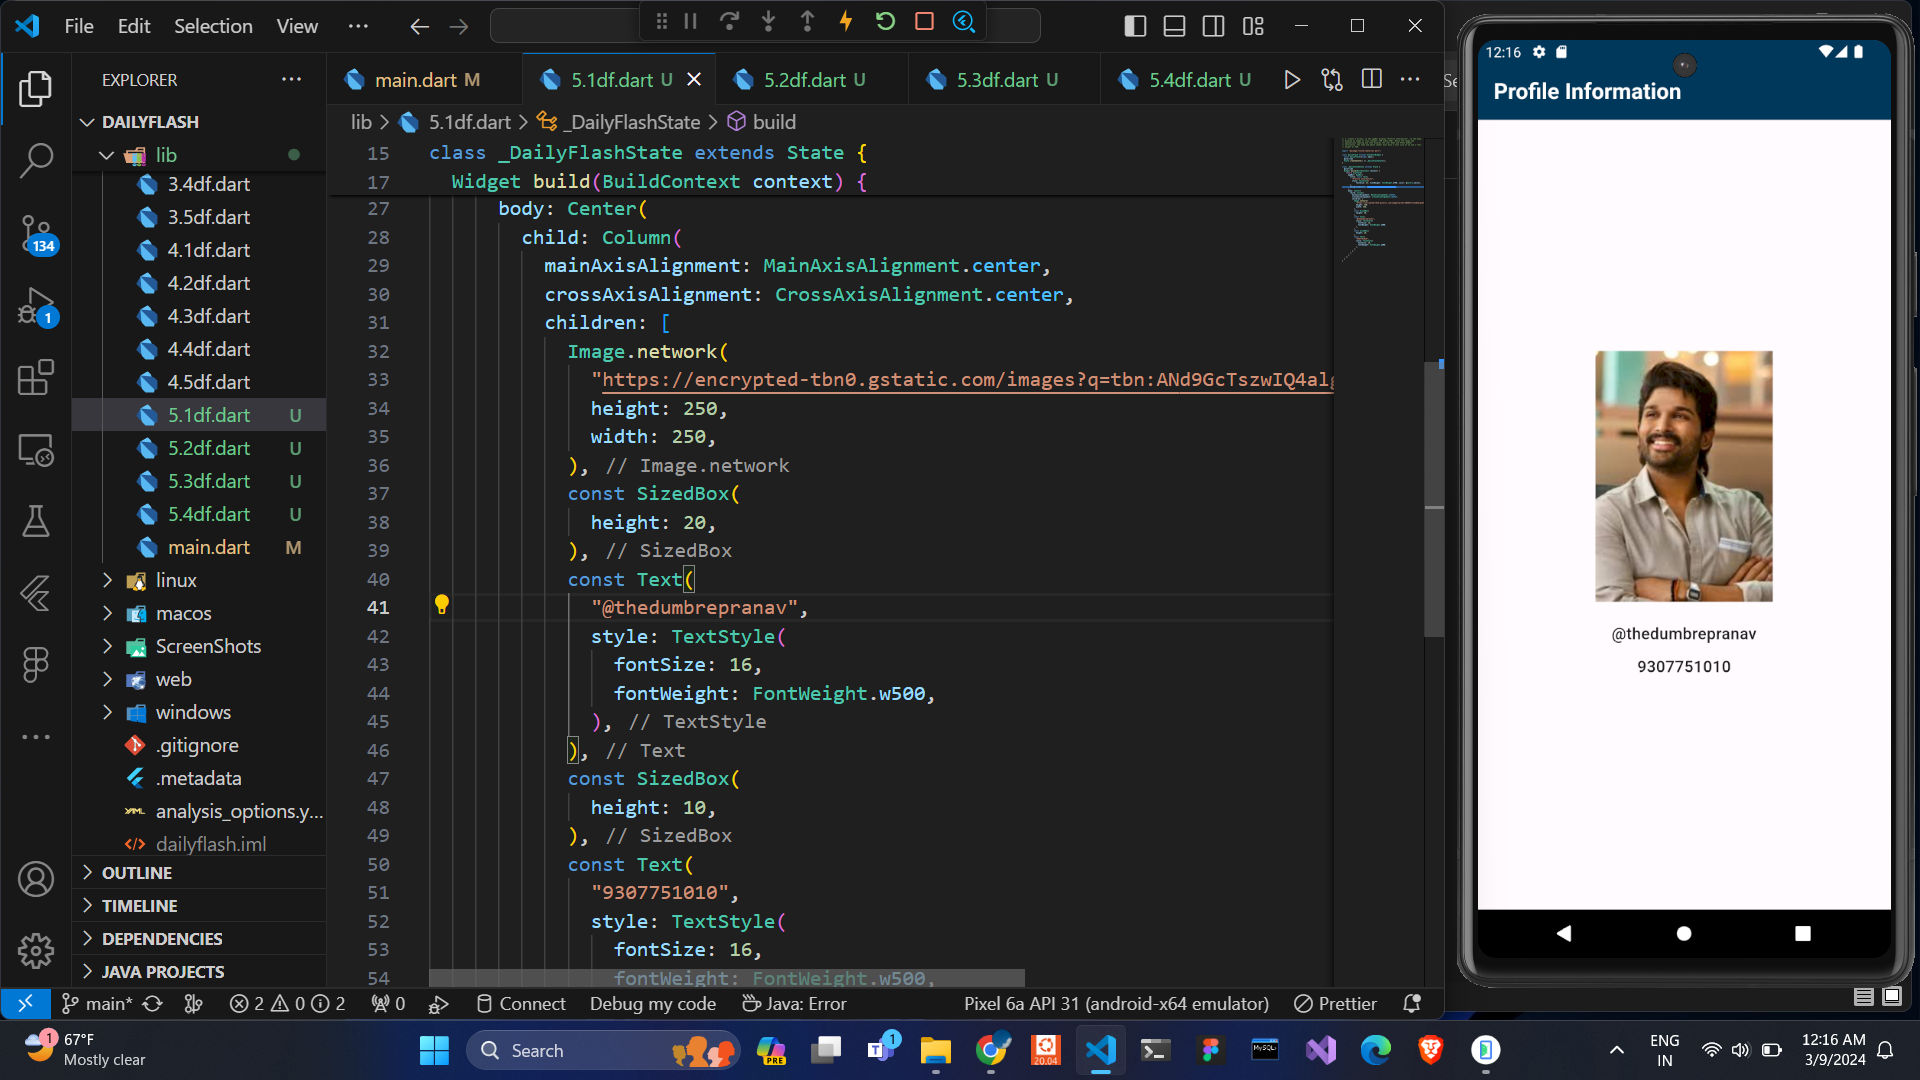 File Edit Selection View ···
EXPLORER
main.dart M
5.1df.dart U
5.2df.dart U
5.3df.dart U
5.4df.dart U
DAILYFLASH
lib
3.4df.dart
3.5df.dart
4.1df.dart
4.2df.dart
4.3df.dart
4.4df.dart
4.5df.dart
5.1df.dart U
5.2df.dart U
5.3df.dart U
5.4df.dart U
main.dart M
linux
macos
ScreenShots
web
windows
.gitignore
.metadata
analysis_options.y...
dailyflash.iml
OUTLINE
TIMELINE
DEPENDENCIES
JAVA PROJECTS
134
1
lib > 5.1df.dart > _DailyFlashState > build
15 class _DailyFlashState extends State {
17 Widget build(BuildContext context) {
27 body: Center(
28 child: Column(
29 mainAxisAlignment: MainAxisAlignment.center,
30 crossAxisAlignment: CrossAxisAlignment.center,
31 children: [
32 Image.network(
33 "https://encrypted-tbn0.gstatic.com/images?q=tbn:ANd9GcTszwIQ4alg
34 height: 250,
35 width: 250,
36 ), // Image.network
37 const SizedBox(
38 height: 20,
39 ), // SizedBox
40 const Text(
41 "@thedumbrepranav",
42 style: TextStyle(
43 fontSize: 16,
44 fontWeight: FontWeight.w500,
45 ), // TextStyle
46 ), // Text
47 const SizedBox(
48 height: 10,
49 ), // SizedBox
50 const Text(
51 "9307751010",
52 style: TextStyle(
53 fontSize: 16,
54 fontWeight: FontWeight.w500,
main* 2 0 2 0 Connect Debug my code Java: Error Pixel 6a API 31 (android-x64 emulator) Prettier
Se
12:16
Profile Information
@thedumbrepranav
9307751010
1
67°F
Mostly clear
Search
PRE
1
20.04
MySQL
ENG
IN
12:16 AM
3/9/2024